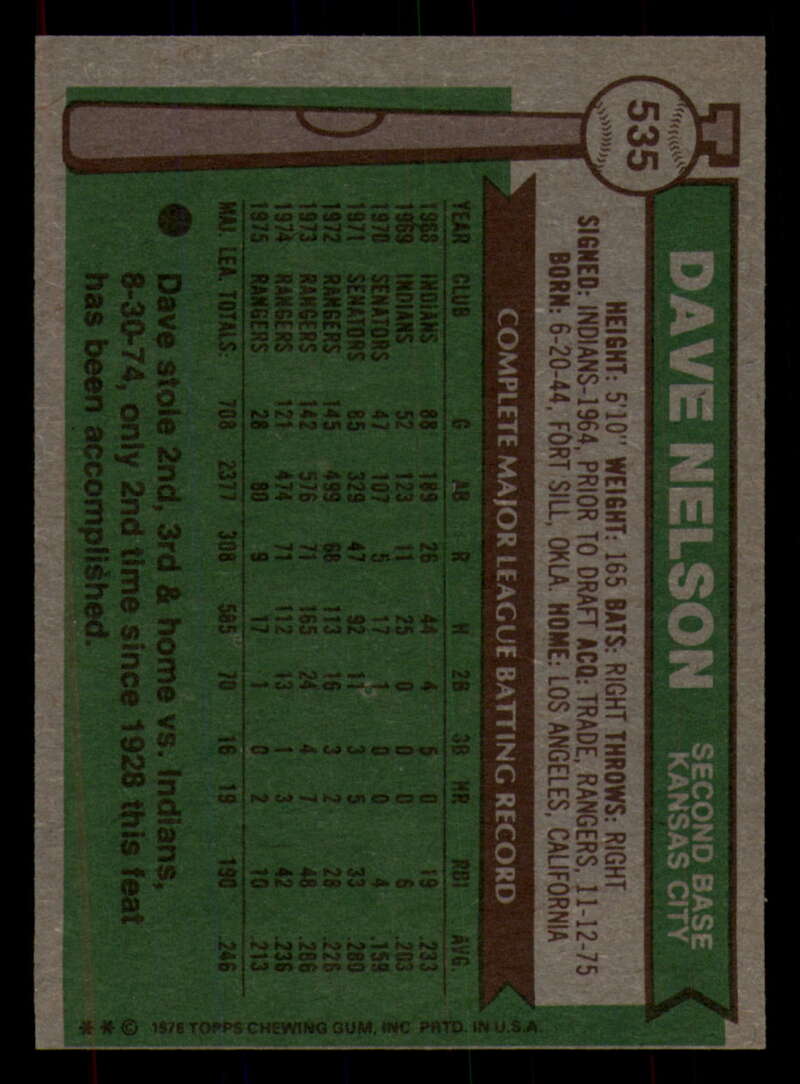 535
DAVE NELSON
SECOND BASE
KANSAS CITY
HEIGHT: 5'10" WEIGHT: 165 BATS: RIGHT THROWS: RIGHT
SIGNED: INDIANS-1964, PRIOR TO DRAFT ACQ: TRADE, RANGERS, 11-12-75
BORN: 6-20-44, FORT SILL, OKLA. HOME: LOS ANGELES, CALIFORNIA
COMPLETE MAJOR LEAGUE BATTING RECORD
YEAR CLUB G AB R H 2B 3B HR RBI AVG.
1968 INDIANS 88 189 26 44 4 5 0 19 .233
1969 INDIANS 52 123 11 25 0 0 0 6 .203
1970 SENATORS 47 107 5 17 1 0 0 4 .159
1971 SENATORS 85 329 47 92 11 3 5 33 .280
1972 RANGERS 145 499 68 113 16 3 2 28 .226
1973 RANGERS 142 576 71 165 24 4 7 48 .286
1974 RANGERS 121 474 71 112 13 1 3 42 .236
1975 RANGERS 28 80 9 17 1 0 2 10 .213
MAJ. LEA. TOTALS. 708 2377 308 585 70 16 19 190 .246
Dave stole 2nd, 3rd & home vs. Indians,
8-30-74, only 2nd time since 1928 this feat
has been accomplished.
** © 1976 TOPPS CHEWING GUM, INC PRTD. IN U.S.A.